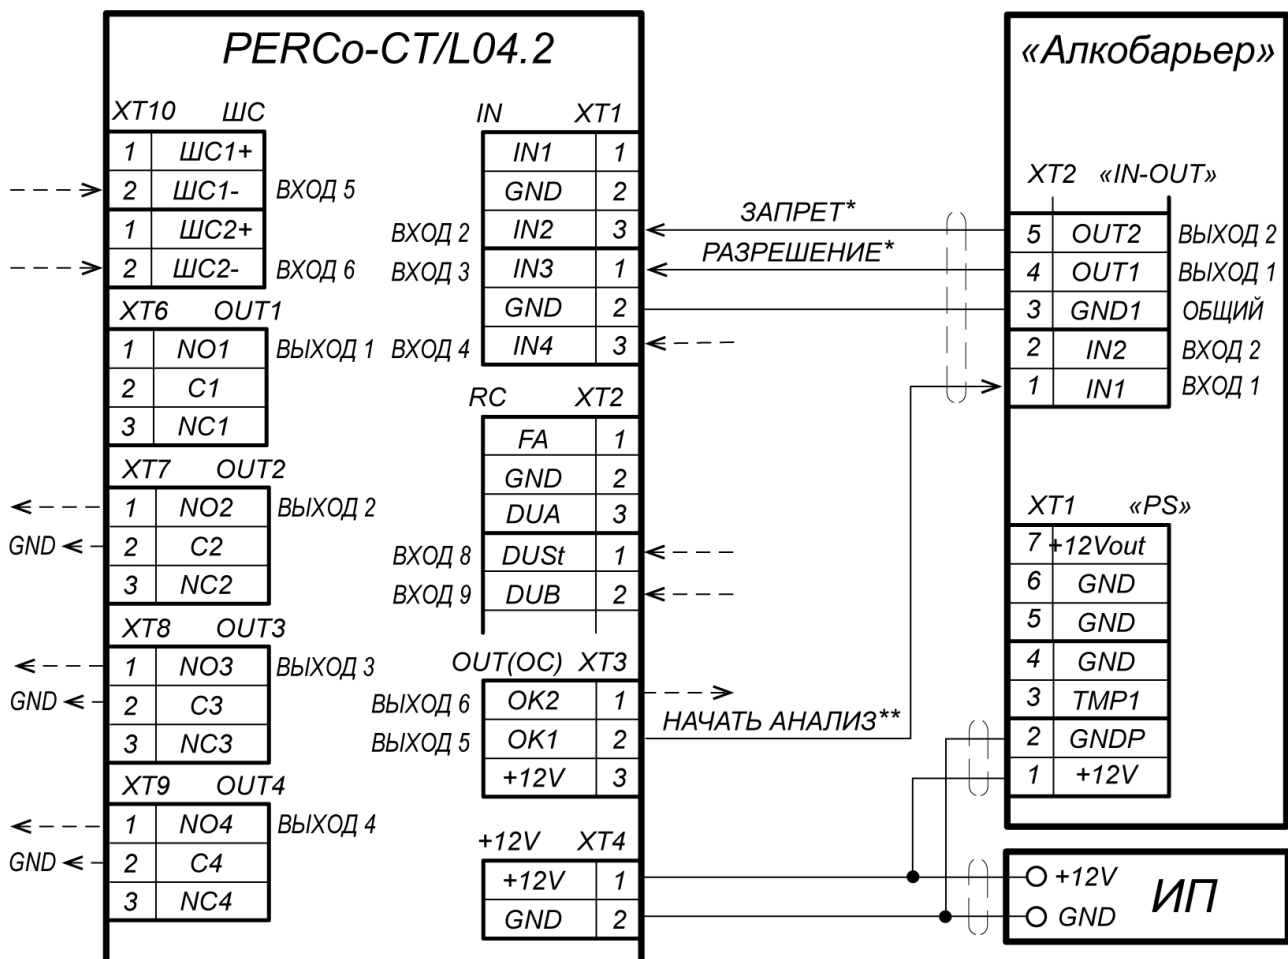 PERCo-CT/L04.2
XT10 ШС
1 ШС1+
2 ШС1- ВХОД 5
1 ШС2+
2 ШС2- ВХОД 6
XT6 OUT1
1 NO1 ВЫХОД 1
2 C1
3 NC1
XT7 OUT2
1 NO2 ВЫХОД 2
GND 2 C2
3 NC2
XT8 OUT3
1 NO3 ВЫХОД 3
GND 2 C3
3 NC3
XT9 OUT4
1 NO4 ВЫХОД 4
GND 2 C4
3 NC4
IN XT1
IN1 1
GND 2
ВХОД 2 IN2 3
ВХОД 3 IN3 1
GND 2
ВХОД 4 IN4 3
RC XT2
FA 1
GND 2
DUA 3
ВХОД 8 DUSt 1
ВХОД 9 DUB 2
OUT(OC) XT3
ВЫХОД 6 OK2 1
ВЫХОД 5 OK1 2
+12V 3
+12V XT4
+12V 1
GND 2
ЗАПРЕТ*
РАЗРЕШЕНИЕ*
НАЧАТЬ АНАЛИЗ**
«Алкобарьер»
XT2 «IN-OUT»
5 OUT2 ВЫХОД 2
4 OUT1 ВЫХОД 1
3 GND1 ОБЩИЙ
2 IN2 ВХОД 2
1 IN1 ВХОД 1
XT1 «PS»
7 +12Vout
6 GND
5 GND
4 GND
3 TMP1
2 GNDP
1 +12V
+12V
GND
ИП